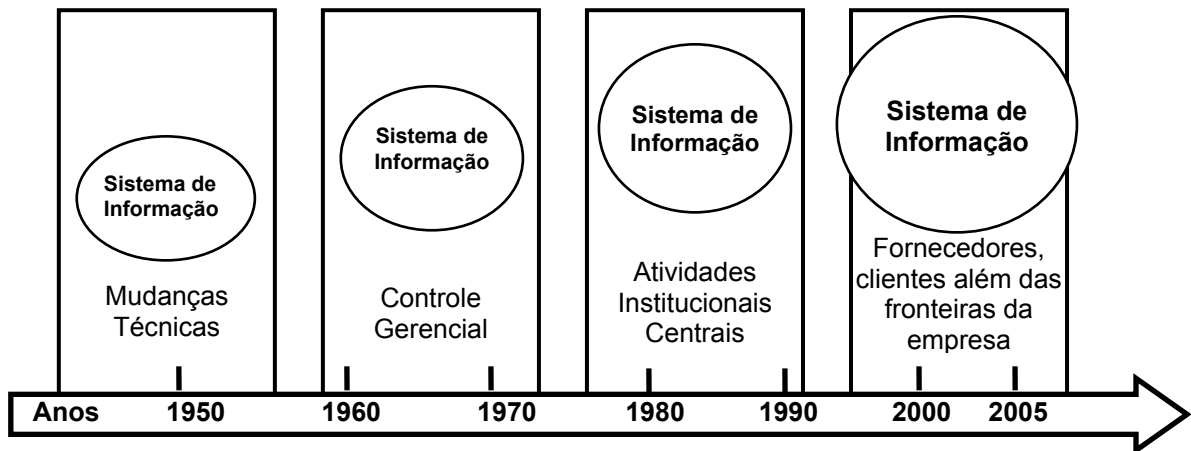 Sistema de
Informação
Mudanças
Técnicas
Sistema de
Informação
Controle
Gerencial
Sistema de
Informação
Atividades
Institucionais
Centrais
Sistema de
Informação
Fornecedores,
clientes além das
fronteiras da
empresa
Anos 1950 1960 1970 1980 1990 2000 2005